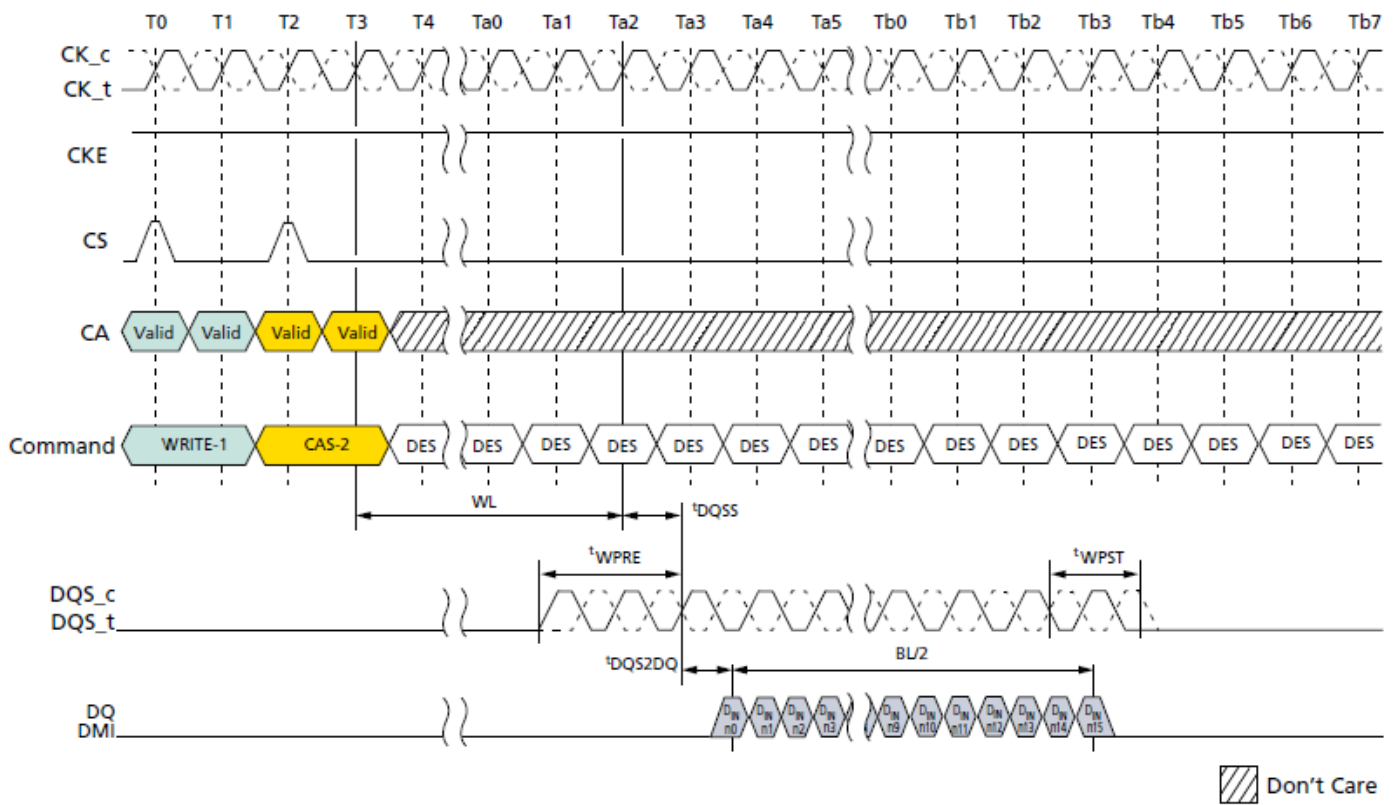 T0 T1 T2 T3 T4 Ta0 Ta1 Ta2 Ta3 Ta4 Ta5 Tb0 Tb1 Tb2 Tb3 Tb4 Tb5 Tb6 Tb7
CK_c
CK_t
CKE
CS
CA Valid Valid Valid Valid
Command WRITE-1 CAS-2 DES DES DES DES DES DES DES DES DES DES DES DES DES DES DES
WL tDQSS
tWPRE tWPST
DQS_c
DQS_t
tDQS2DQ BL/2
DQ
DMI
DIN n0 DIN n1 DIN n2 DIN n3 DIN n9 DIN n10 DIN n11 DIN n12 DIN n13 DIN n14 DIN n15
Don't Care